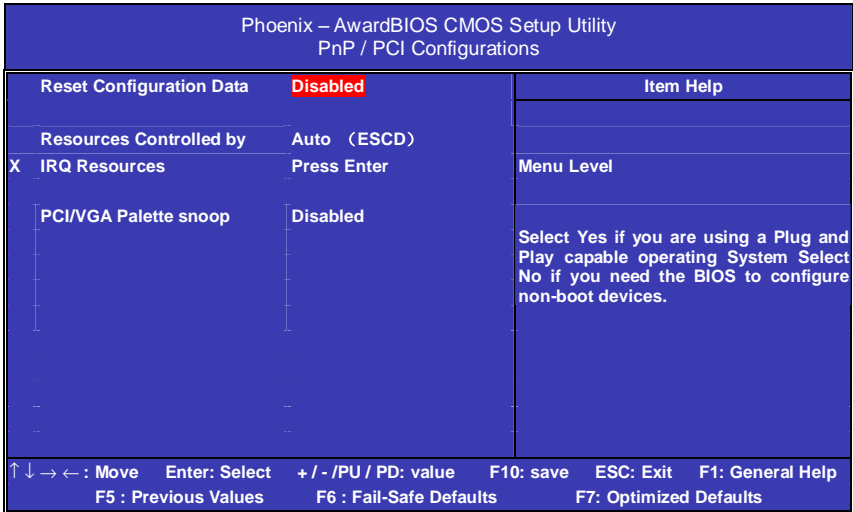 Phoenix – AwardBIOS CMOS Setup Utility
PnP / PCI Configurations
Reset Configuration Data Disabled
Item Help
Resources Controlled by Auto （ESCD）
X IRQ Resources Press Enter
Menu Level
PCI/VGA Palette snoop Disabled
Select Yes if you are using a Plug and
Play capable operating System Select
No if you need the BIOS to configure
non-boot devices.
↑↓→←: Move Enter: Select + / - /PU / PD: value F10: save ESC: Exit F1: General Help
F5 : Previous Values F6 : Fail-Safe Defaults F7: Optimized Defaults